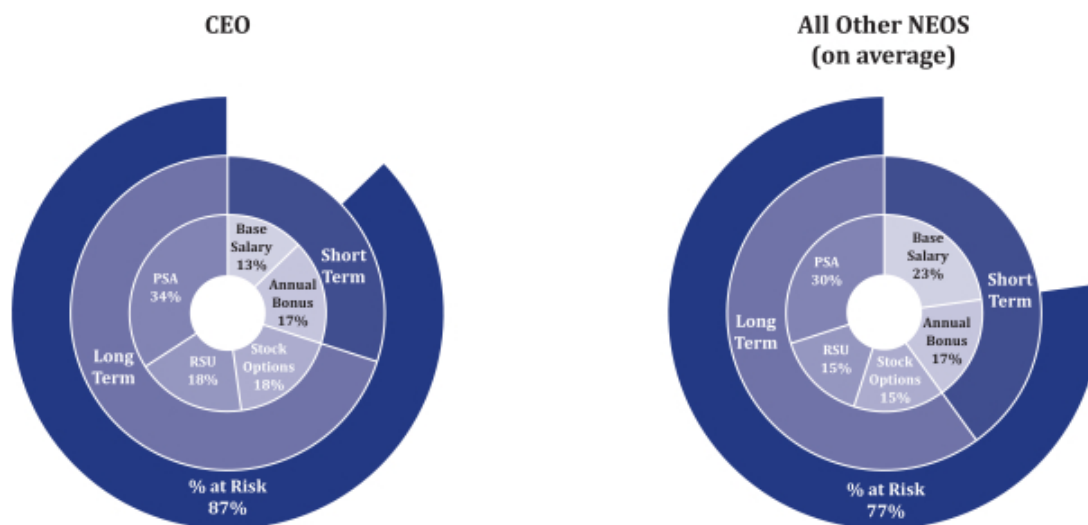 CEO
Base
Salary
13%
Short
Term
PSA
34%
Annual
Bonus
17%
Long
Term
RSU
18%
Stock
Options
18%
% at Risk
87%
All Other NEOS
(on average)
Base
Salary
23%
PSA
30%
Short
Term
Long
Term
Annual
Bonus
17%
RSU
15%
Stock
Options
15%
% at Risk
77%